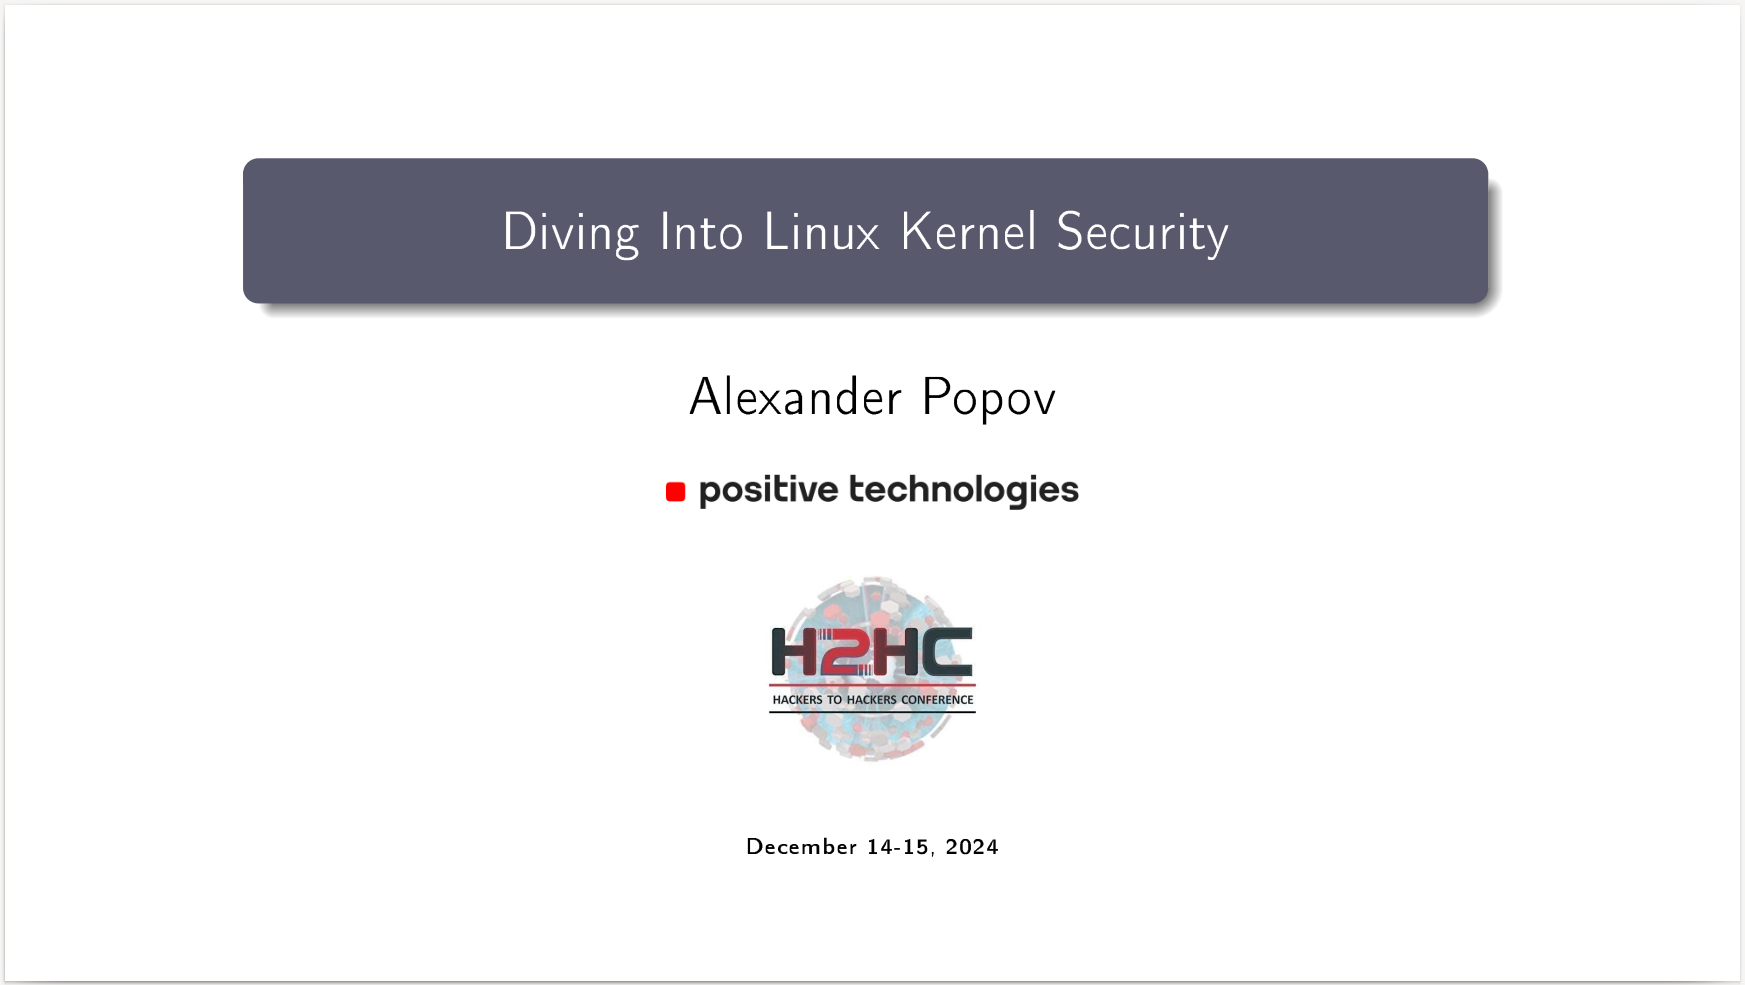 Diving Into Linux Kernel Security
Alexander Popov
positive technologies
H2HC
HACKERS TO HACKERS CONFERENCE
December 14-15, 2024